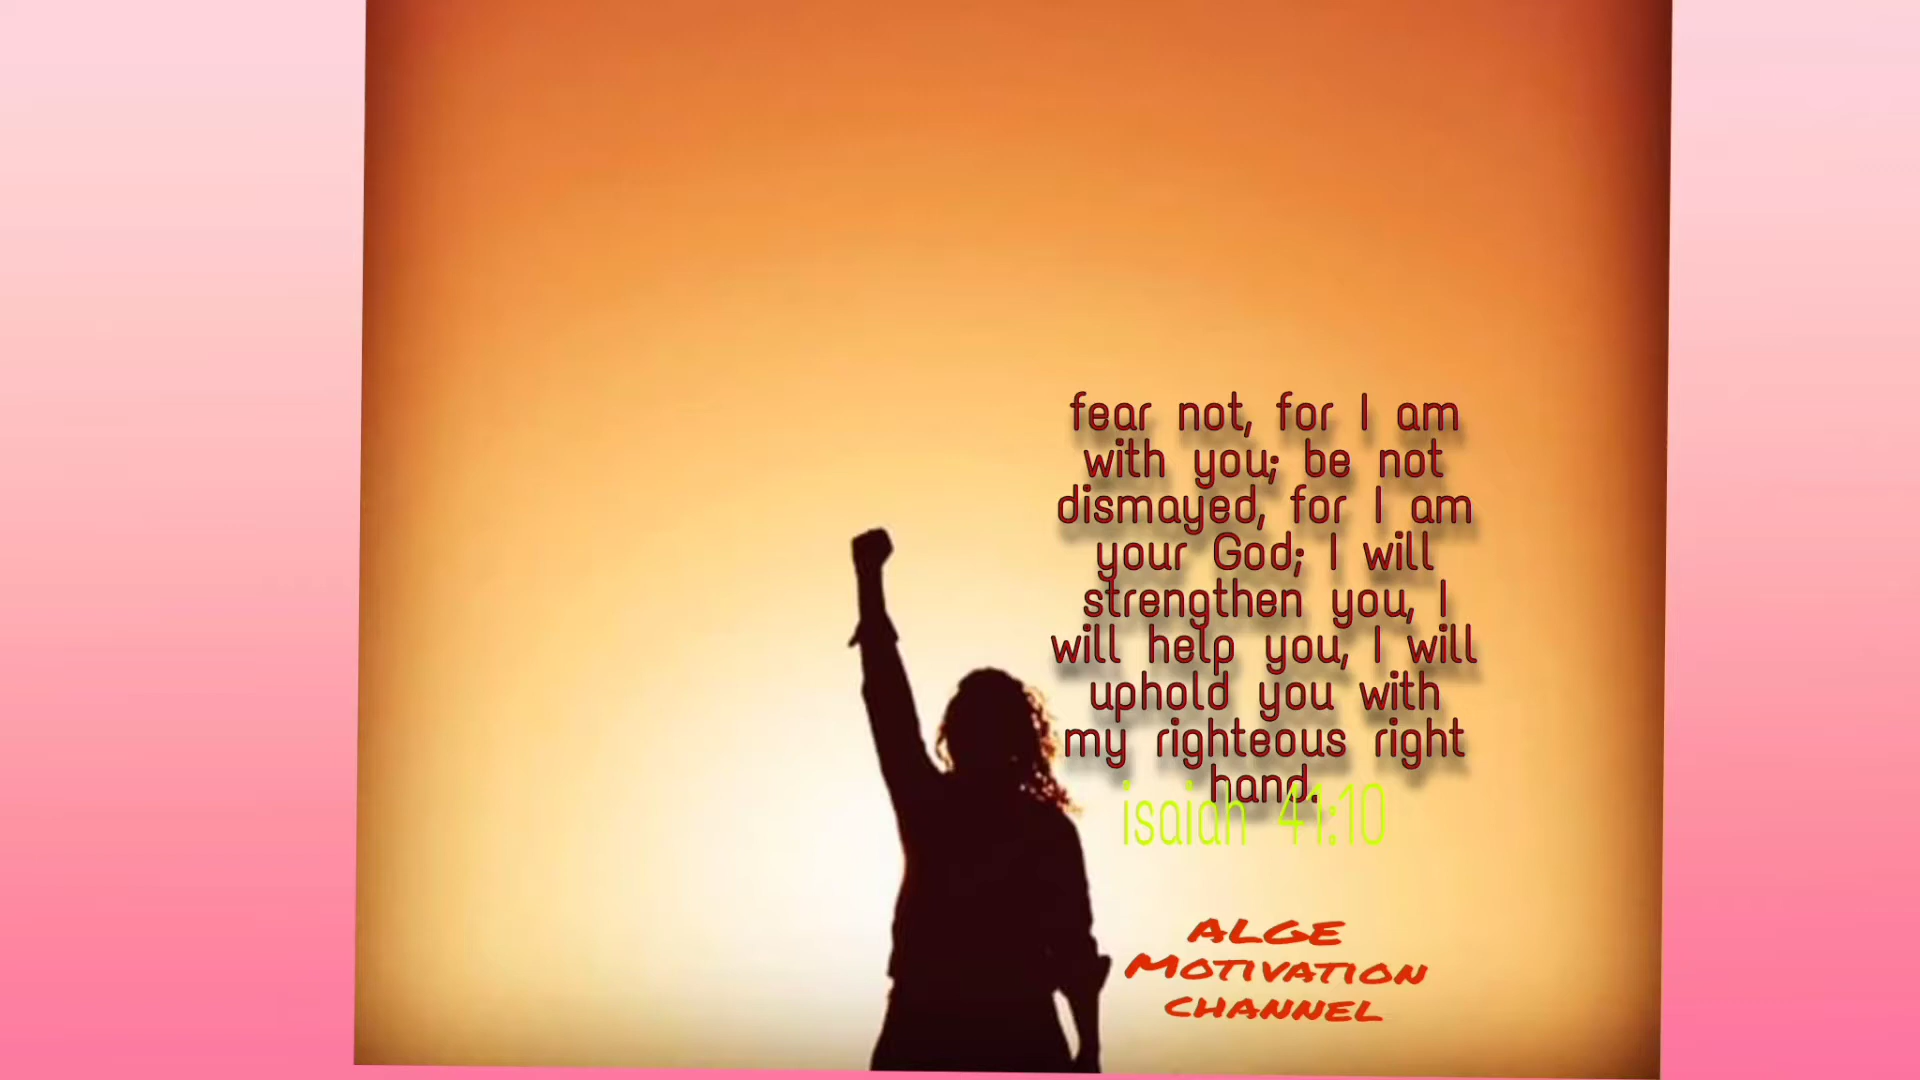 fear not, for I am
with you; be not
dismayed, for I am
your God; I will
strengthen you, I
will help you, I will
uphold you with
my righteous right
hand.
isaiah 41:10
ALGE
MOTIVATION
CHANNEL